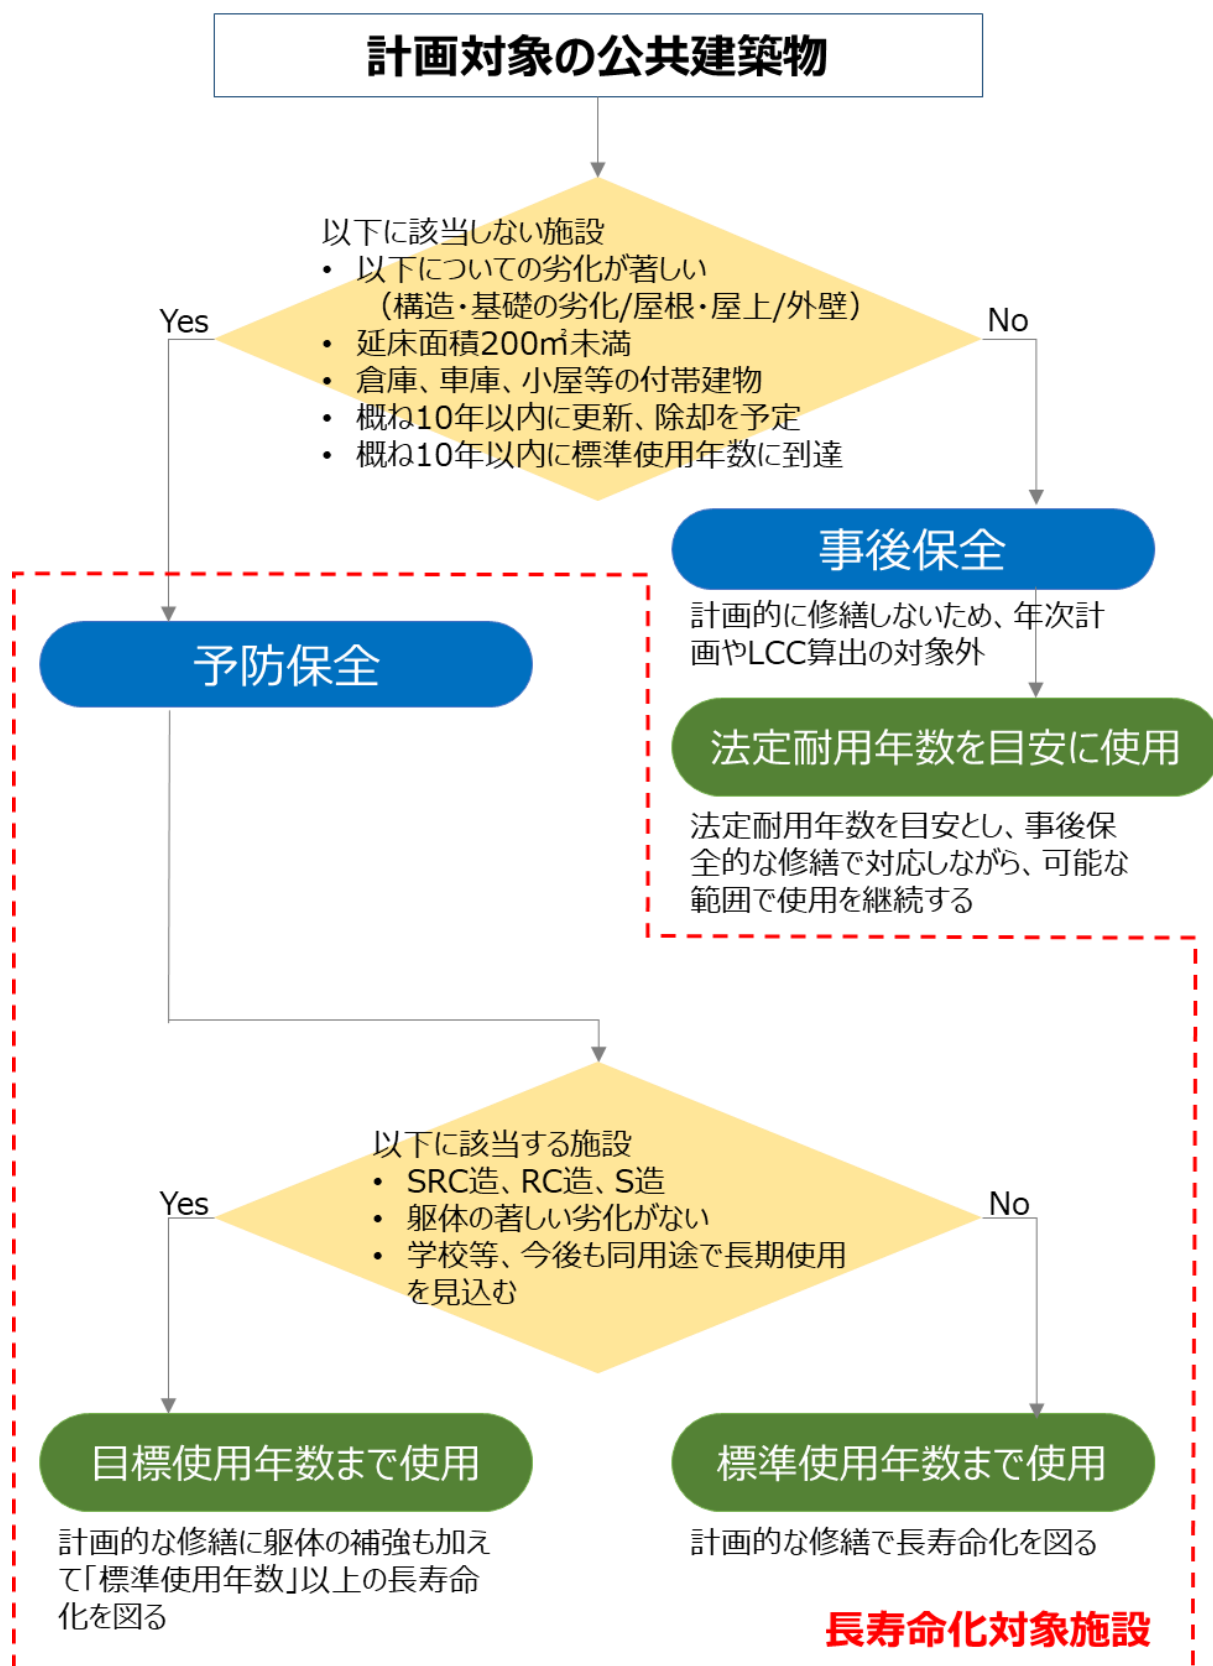 計画対象の公共建築物
以下に該当しない施設
• 以下についての劣化が著しい
（構造・基礎の劣化/屋根・屋上/外壁）
• 延床面積200㎡未満
• 倉庫、車庫、小屋等の付帯建物
• 概ね10年以内に更新、除却を予定
• 概ね10年以内に標準使用年数に到達
Yes
No
事後保全
計画的に修繕しないため、年次計
画やLCC算出の対象外
予防保全
法定耐用年数を目安に使用
法定耐用年数を目安とし、事後保
全的な修繕で対応しながら、可能な
範囲で使用を継続する
以下に該当する施設
• SRC造、RC造、S造
• 躯体の著しい劣化がない
• 学校等、今後も同用途で長期使用
を見込む
Yes
No
目標使用年数まで使用
計画的な修繕に躯体の補強も加え
て「標準使用年数」以上の長寿命
化を図る
標準使用年数まで使用
計画的な修繕で長寿命化を図る
長寿命化対象施設